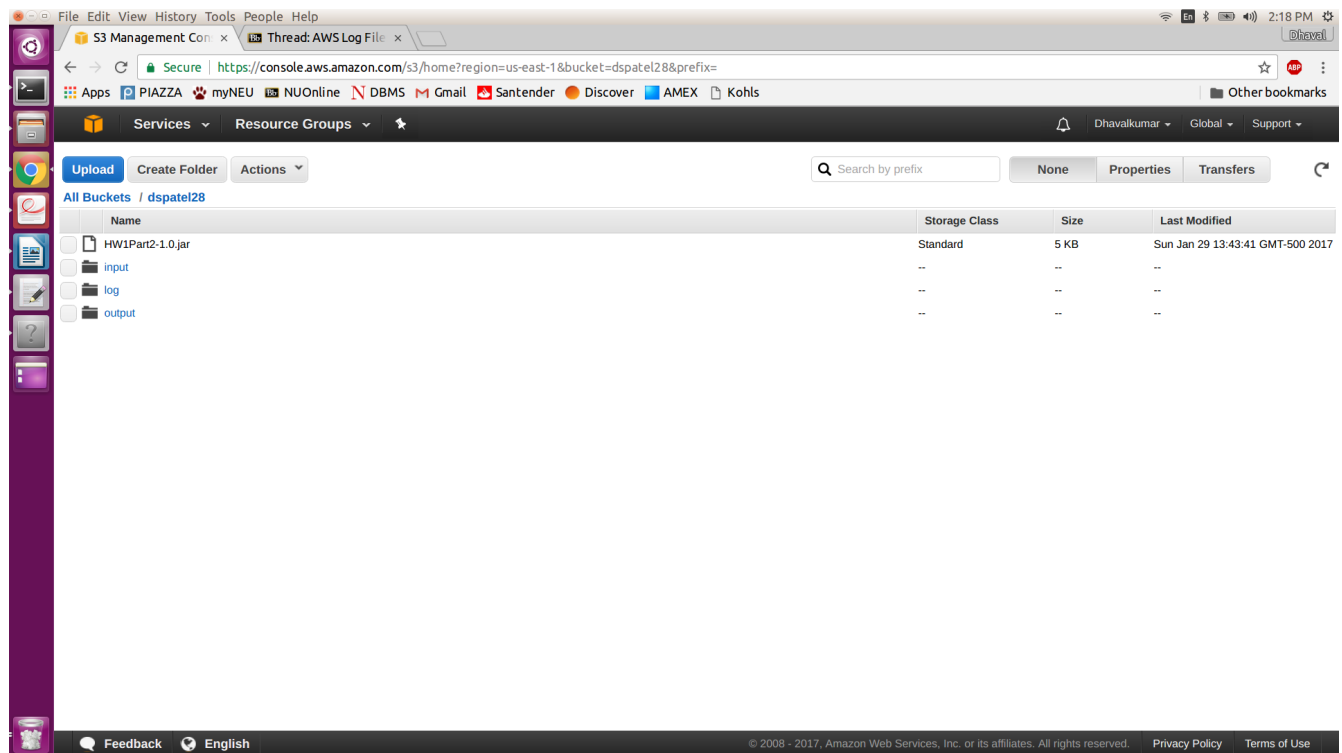 File Edit View History Tools People Help En 2:18 PM
S3 Management Con × Thread: AWS Log File × Dhaval
Secure https://console.aws.amazon.com/s3/home?region=us-east-1&bucket=dspatel28&prefix= ABP
Apps PIAZZA myNEU Bb NUOnline DBMS Gmail Santender Discover AMEX Kohls Other bookmarks
Services Resource Groups Dhavalkumar Global Support
Upload Create Folder Actions Search by prefix None Properties Transfers
All Buckets / dspatel28
Name Storage Class Size Last Modified
HW1Part2-1.0.jar Standard 5 KB Sun Jan 29 13:43:41 GMT-500 2017
input -- -- --
log -- -- --
output -- -- --
Feedback English © 2008 - 2017, Amazon Web Services, Inc. or its affiliates. All rights reserved. Privacy Policy Terms of Use